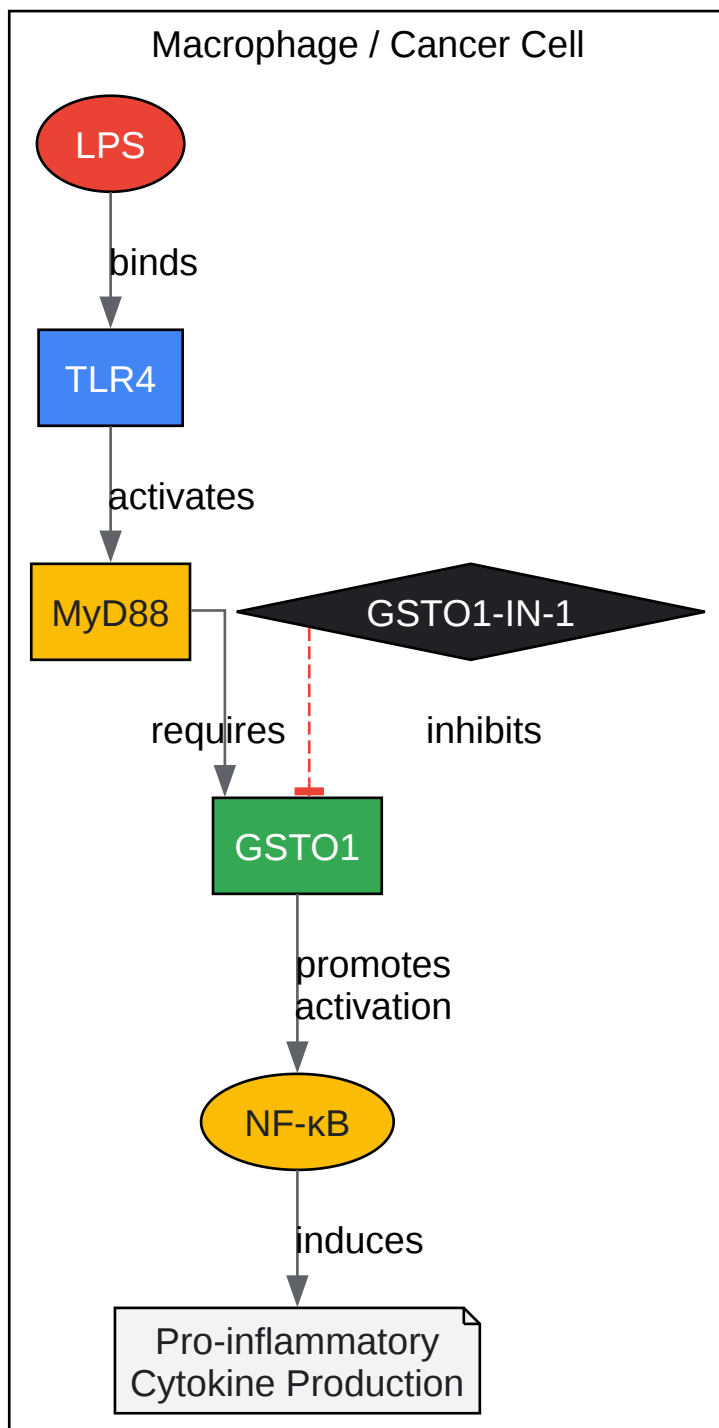 Macrophage / Cancer Cell
LPS
binds
TLR4
activates
MyD88
GSTO1-IN-1
requires
inhibits
GSTO1
promotes
activation
NF-κB
induces
Pro-inflammatory
Cytokine Production